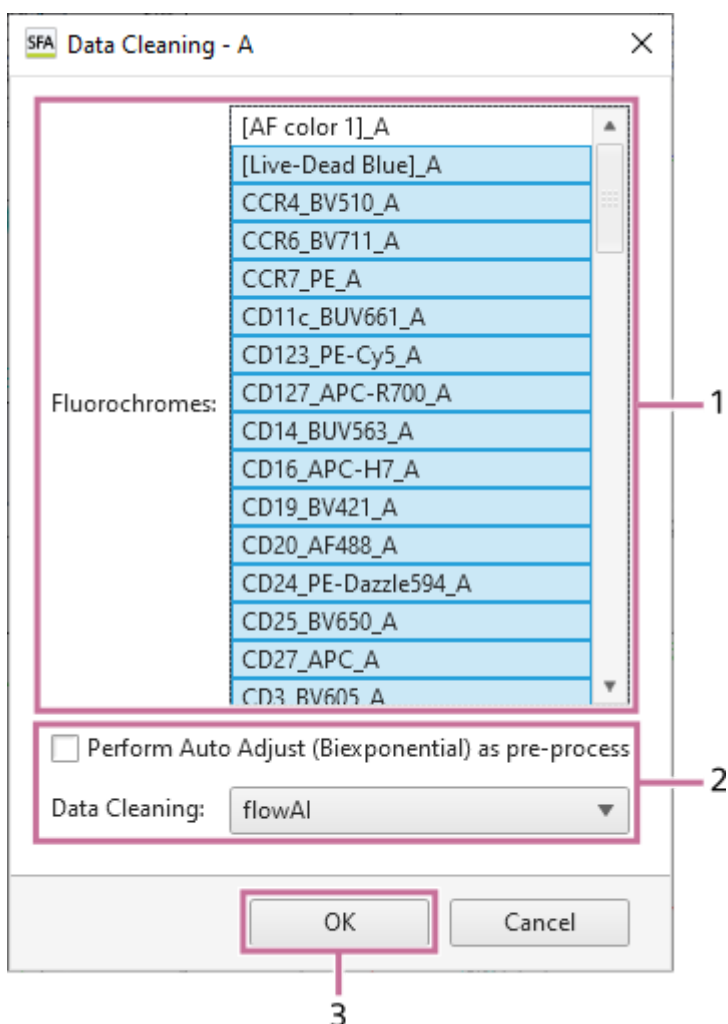 SFA Data Cleaning - A
[AF color 1]_A
[Live-Dead Blue]_A
CCR4_BV510_A
CCR6_BV711_A
CCR7_PE_A
CD11c_BUV661_A
CD123_PE-Cy5_A
Fluorochromes: CD127_APC-R700_A
1
CD14_BUV563_A
CD16_APC-H7_A
CD19_BV421_A
CD20_AF488_A
CD24_PE-Dazzle594_A
CD25_BV650_A
CD27_APC_A
CD3_BV605_A
Perform Auto Adjust (Biexponential) as pre-process
2
Data Cleaning: flowAI
OK Cancel
3